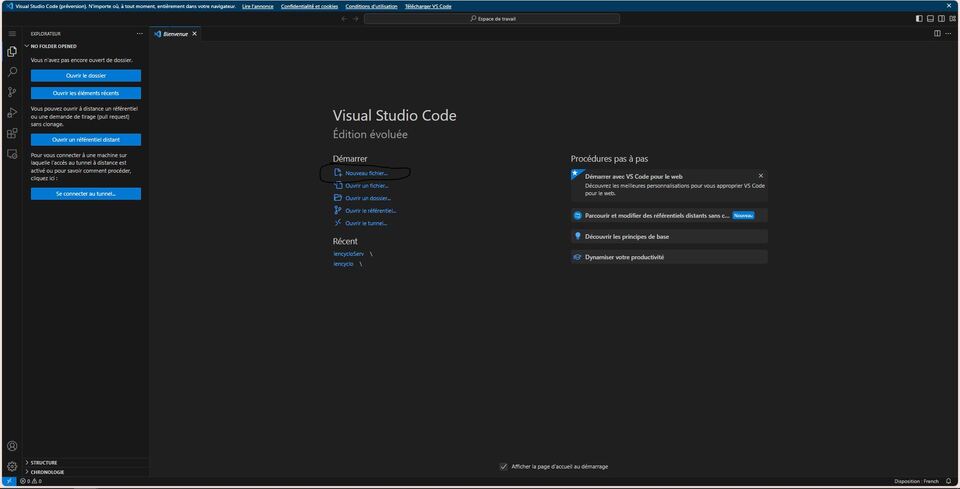 Visual Studio Code (préversion). N'importe où, à tout moment, entièrement dans votre navigateur. Lire l'annonce Confidentialité et cookies Conditions d'utilisation Télécharger VS Code
Espace de travail
EXPLORATEUR
NO FOLDER OPENED
Vous n'avez pas encore ouvert de dossier.
Ouvrir le dossier
Ouvrir les éléments récents
Vous pouvez ouvrir à distance un référentiel
ou une demande de tirage (pull request)
sans clonage.
Ouvrir un référentiel distant
Pour vous connecter à une machine sur
laquelle l'accès au tunnel à distance est
activé ou pour savoir comment procéder,
cliquez ici :
Se connecter au tunnel...
STRUCTURE
CHRONOLOGIE
Bienvenue
Visual Studio Code
Édition évoluée
Démarrer
Nouveau fichier...
Ouvrir un fichier...
Ouvrir un dossier...
Ouvrir le référentiel...
Ouvrir le tunnel...
Récent
iencycloServ \
iencyclo \
Procédures pas à pas
Démarrer avec VS Code pour le web
Découvrez les meilleures personnalisations pour vous approprier VS Code
pour le web.
Parcourir et modifier des référentiels distants sans c... Nouveau
Découvrir les principes de base
Dynamiser votre productivité
Afficher la page d'accueil au démarrage
0 0
Disposition : French